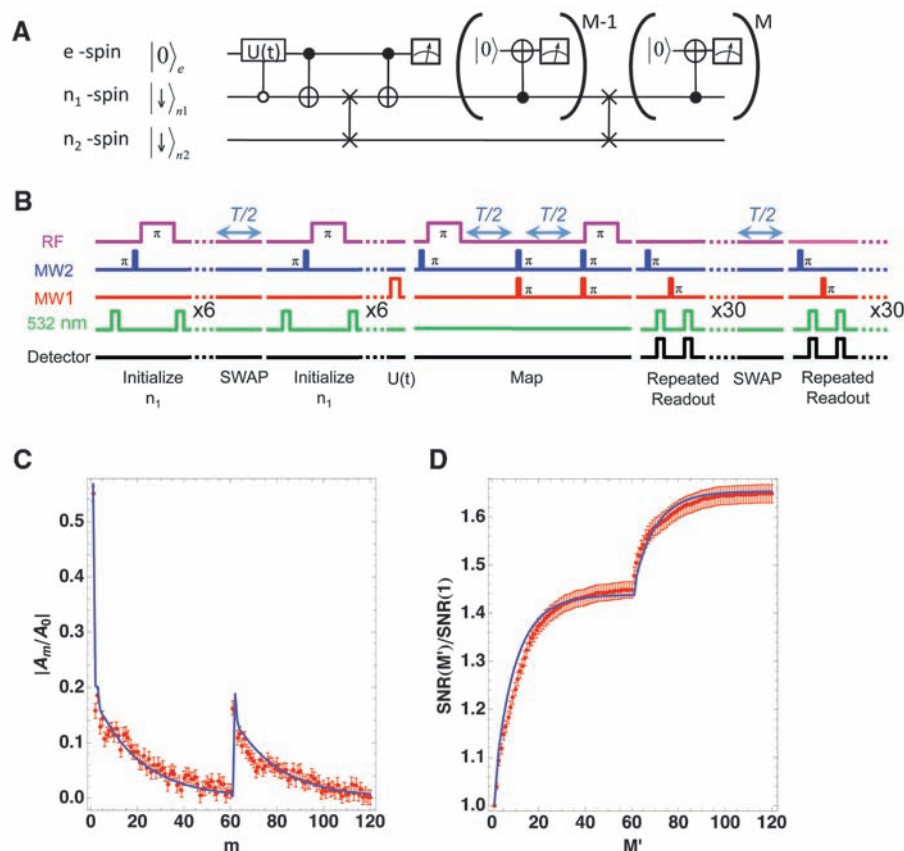 A
e -spin |0⟩e U(t) |0⟩ M-1 |0⟩ M
n1 -spin |↓⟩n1
n2 -spin |↓⟩n2
B
T/2 T/2 T/2 T/2
RF π π π π
MW2 π π π π π π
MW1 π π π π
532 nm x6 x6 x30 x30
Detector
Initialize n1 SWAP Initialize n1 U(t) Map Repeated Readout SWAP Repeated Readout
C
|Am/A0|
0.5
0.4
0.3
0.2
0.1
0.0
0 20 40 60 80 100 120
m
D
SNR(M')/SNR(1)
1.6
1.5
1.4
1.3
1.2
1.1
1.0
0 20 40 60 80 100 120
M'